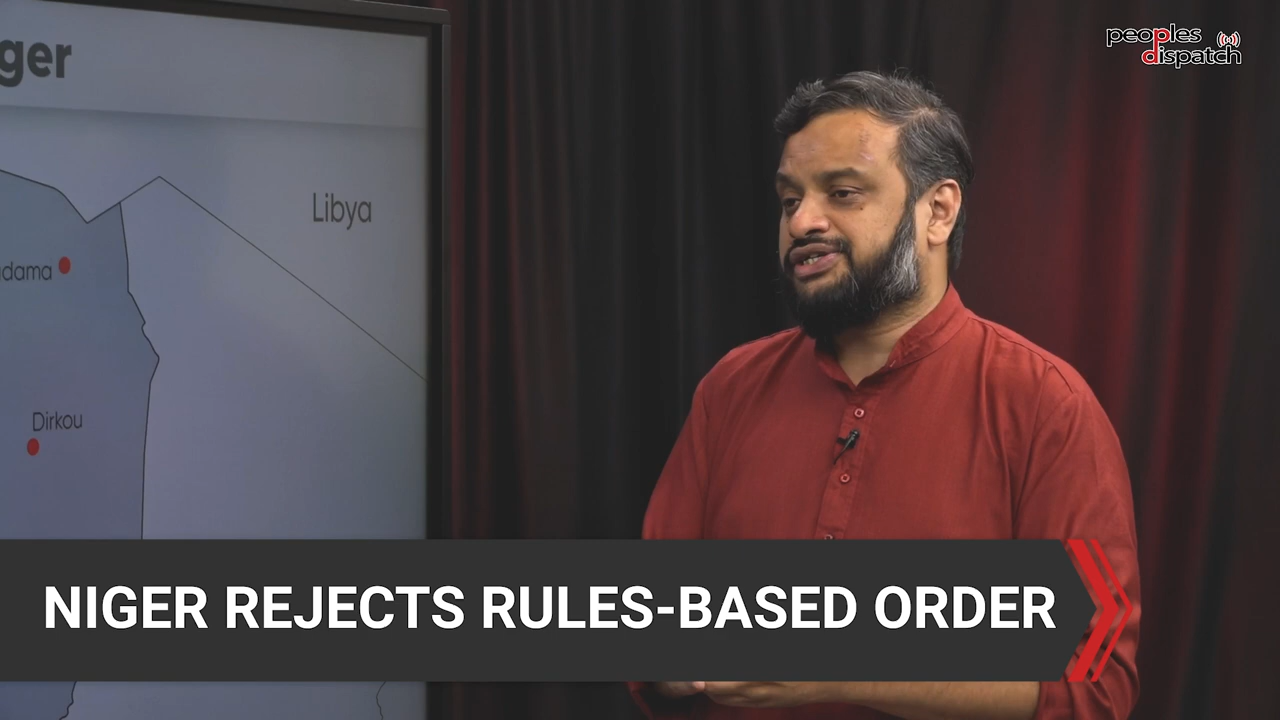 ger
peoples
dispatch
Libya
dama
Dirkou
NIGER REJECTS RULES-BASED ORDER